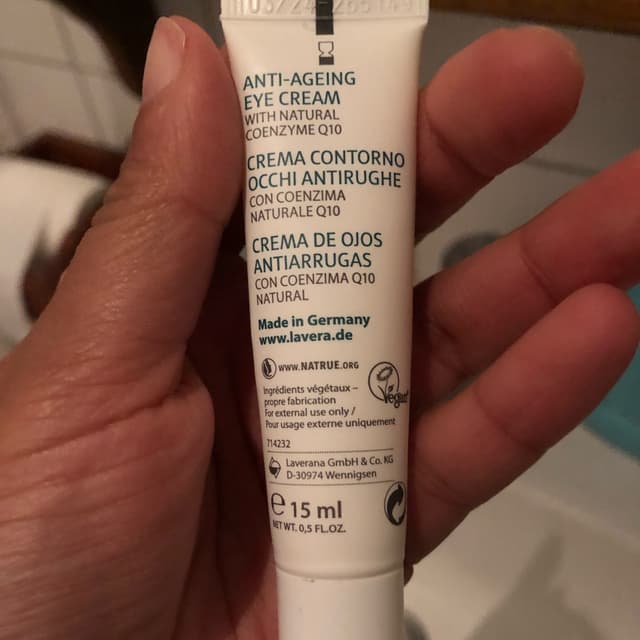 ANTI-AGEING
EYE CREAM
WITH NATURAL
COENZYME Q10
CREMA CONTORNO
OCCHI ANTIRUGHE
CON COENZIMA
NATURALE Q10
CREMA DE OJOS
ANTIARRUGAS
CON COENZIMA Q10
NATURAL
Made in Germany
www.lavera.de
WWW.NATRUE.ORG
Ingrédients végétaux –
propre fabrication
For external use only /
Pour usage externe uniquement
Vegan
714232
Laverana GmbH & Co. KG
D-30974 Wennigsen
e 15 ml
NET WT. 0,5 FL.OZ.